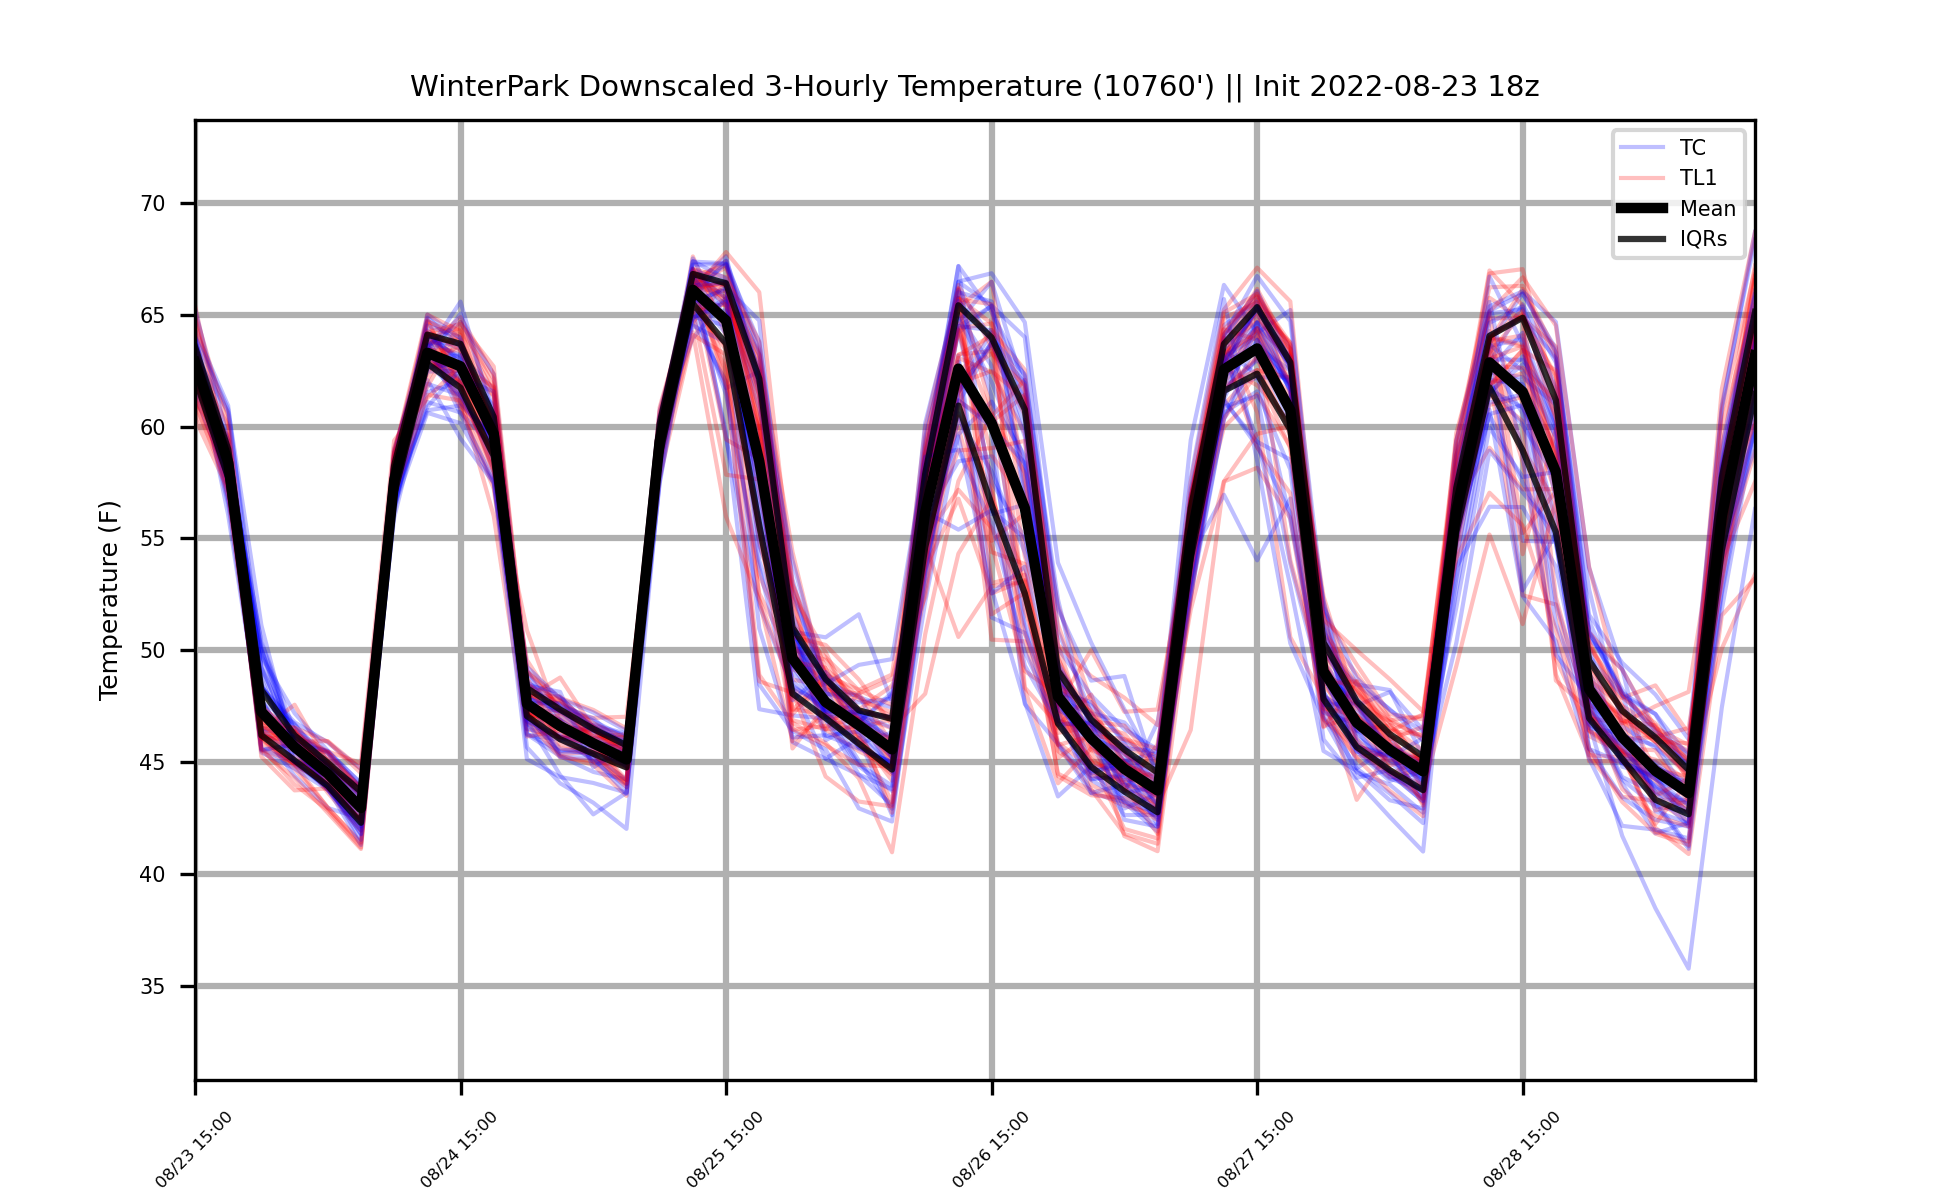 WinterPark Downscaled 3-Hourly Temperature (10760') || Init 2022-08-23 18z
TC
TL1
Mean
IQRs
Temperature (F)
70
65
60
55
50
45
40
35
08/23 15:00
08/24 15:00
08/25 15:00
08/26 15:00
08/27 15:00
08/28 15:00